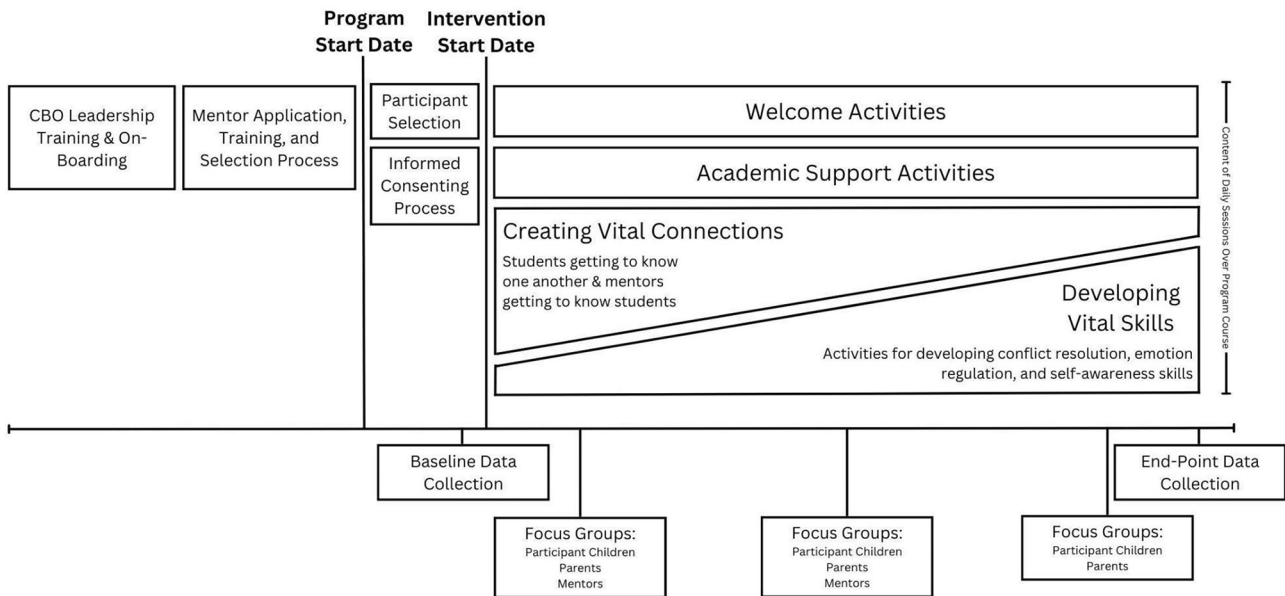 Program
Start Date
Intervention
Start Date
CBO Leadership
Training & On-
Boarding
Mentor Application,
Training, and
Selection Process
Participant
Selection
Informed
Consenting
Process
Welcome Activities
Academic Support Activities
Creating Vital Connections
Students getting to know
one another & mentors
getting to know students
Developing
Vital Skills
Activities for developing conflict resolution, emotion
regulation, and self-awareness skills
Content of Daily Sessions Over Program Course
Baseline Data
Collection
End-Point Data
Collection
Focus Groups:
Participant Children
Parents
Mentors
Focus Groups:
Participant Children
Parents
Mentors
Focus Groups:
Participant Children
Parents